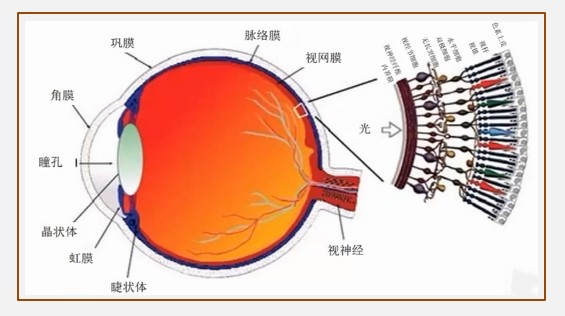 巩膜
脉络膜
视网膜
角膜
瞳孔
晶状体
虹膜
睫状体
视神经
光
内界膜
视神经纤维
视经节细胞
无长突细胞
双极细胞
水平细胞
视锥
视杆
色素上皮